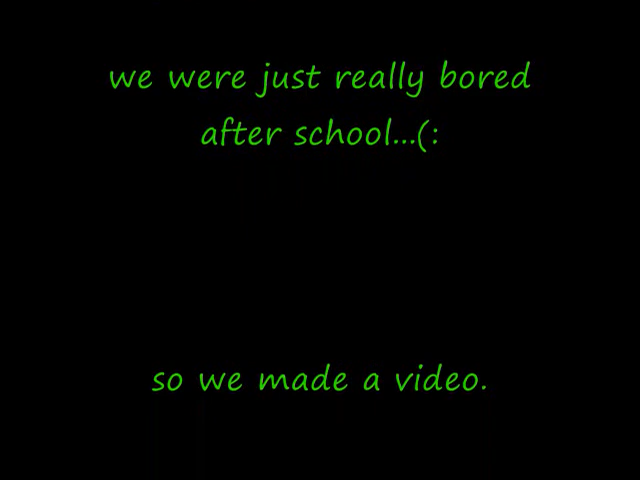 we were just really bored
after school...(:
so we made a video.